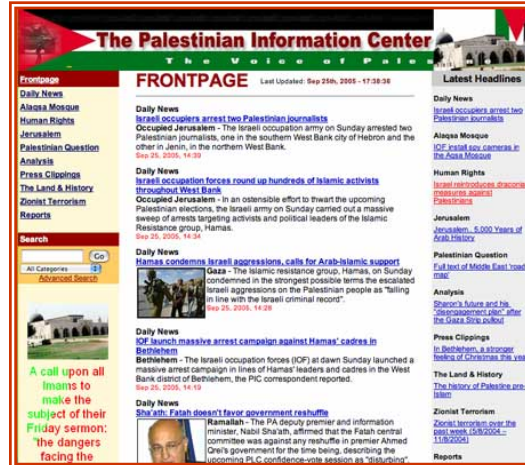 The Palestinian Information Center
The Voice of Pales
Frontpage
Daily News
Alaqsa Mosque
Human Rights
Jerusalem
Palestinian Question
Analysis
Press Clippings
The Land & History
Zionist Terrorism
Reports
Search
Go
All Categories
Advanced Search
A call upon all
Imams to
make the
subject of their
Friday sermon:
"the dangers
facing the
FRONTPAGE
Last Updated: Sep 25th, 2005 - 17:38:38
Daily News
Israeli occupiers arrest two Palestinian journalists
Occupied Jerusalem - The Israeli occupation army on Sunday arrested two
Palestinian journalists, one in the southern West Bank city of Hebron and the
other in Jenin, in the northern West Bank.
Sep 25, 2005, 14:39
Daily News
Israeli occupation forces round up hundreds of Islamic activists
throughout West Bank
Occupied Jerusalem - In an ostensible effort to thwart the upcoming
Palestinian elections, the Israeli army on Sunday carried out a massive
sweep of arrests targeting activists and political leaders of the Islamic
Resistance group, Hamas.
Sep 25, 2005, 14:34
Daily News
Hamas condemns Israeli aggressions, calls for Arab-Islamic support
Gaza - The Islamic resistance group, Hamas, on Sunday
condemned in the strongest possible terms the escalated
Israeli aggressions on the Palestinian people as "falling
in line with the Israeli criminal record".
Sep 25, 2005, 14:28
Daily News
IOF launch massive arrest campaign against Hamas' cadres in
Bethlehem
Bethlehem - The Israeli occupation forces (IOF) at dawn Sunday launched a
massive arrest campaign in lines of Hamas' leaders and cadres in the West
Bank district of Bethlehem, the PIC correspondent reported.
Sep 25, 2005, 14:19
Daily News
Sha'ath: Fatah doesn't favor government reshuffle
Ramallah - The PA deputy premier and information
minister, Nabil Sha'ath, affirmed that the Fatah central
committee was against any reshuffle in premier Ahmed
Qrei's government for the time being, describing the
upcoming PLC confidence-vote session as "disturbing".
Latest Headlines
Daily News
Israeli occupiers arrest two
Palestinian journalists
Alaqsa Mosque
IOF install spy cameras in
the Aqsa Mosque
Human Rights
Israel reintroduces draconia
measures against
Palestinians
Jerusalem
Jerusalem.. 5,000 Years of
Arab History
Palestinian Question
Full text of Middle East 'road
map'
Analysis
Sharon's future and his
"disengagement plan" after
the Gaza Strip pullout
Press Clippings
In Bethlehem, a stronger
feeling of Christmas this yea
The Land & History
The history of Palestine pre-
Islam
Zionist Terrorism
Zionist terrorism over the
past week (5/8/2004 –
11/8/2004)
Reports